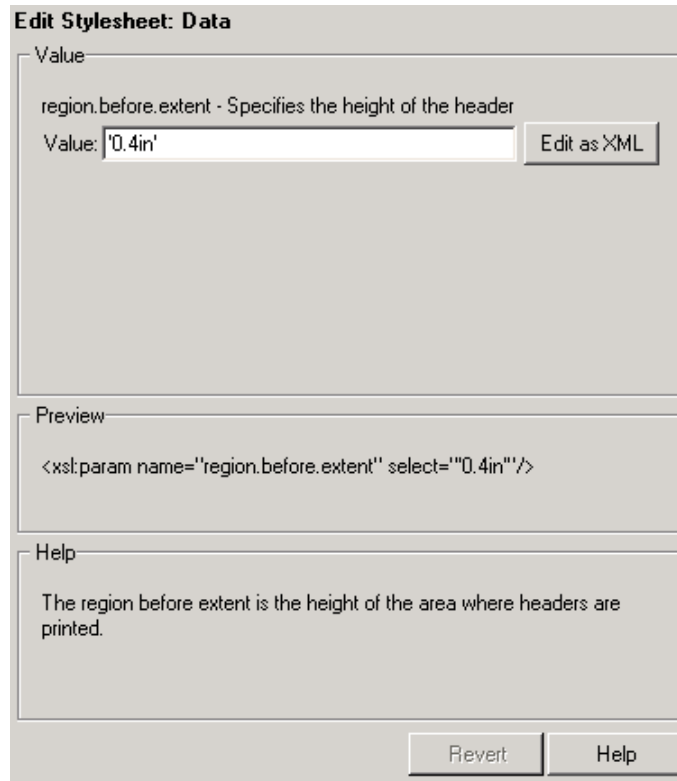 Edit Stylesheet: Data
Value
region.before.extent - Specifies the height of the header
Value: '0.4in' Edit as XML
Preview
<xsl:param name="region.before.extent" select="'0.4in'"/>
Help
The region before extent is the height of the area where headers are
printed.
Revert Help